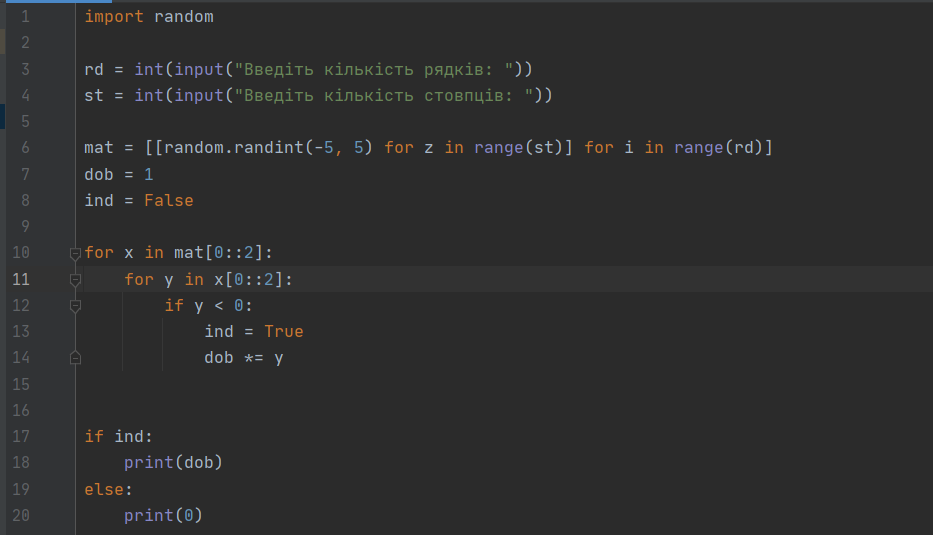 1 import random
2
3 rd = int(input("Введіть кількість рядків: "))
4 st = int(input("Введіть кількість стовпців: "))
5
6 mat = [[random.randint(-5, 5) for z in range(st)] for i in range(rd)]
7 dob = 1
8 ind = False
9
10 for x in mat[0::2]:
11     for y in x[0::2]:
12         if y < 0:
13             ind = True
14             dob *= y
15
16
17 if ind:
18     print(dob)
19 else:
20     print(0)